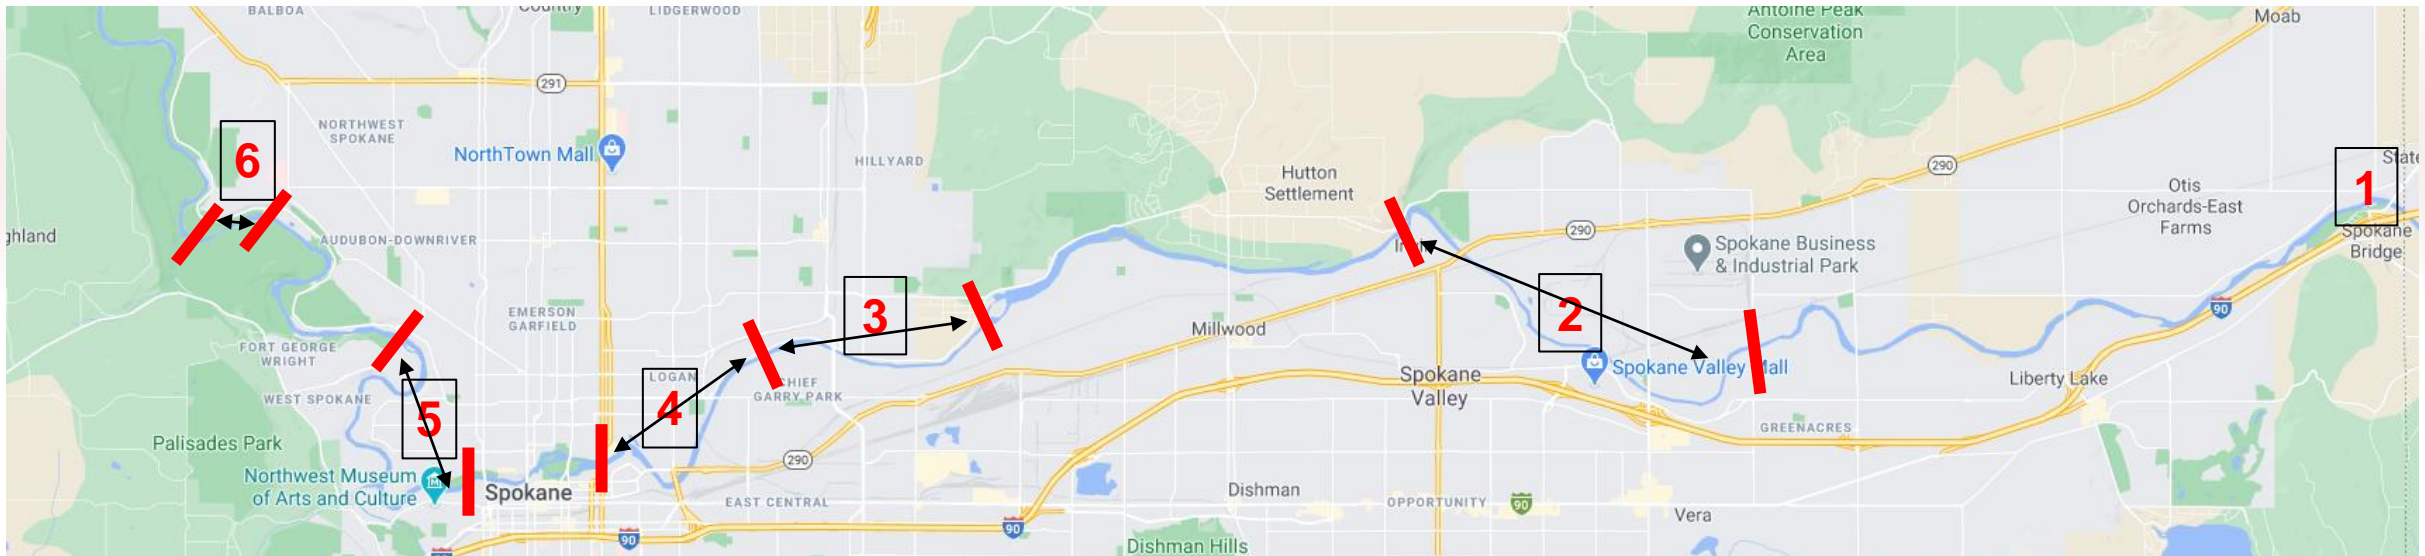 BALBOA
Country
LIDGERWOOD
Antoine Peak
Conservation
Area
Moab
291
NORTHWEST
SPOKANE
NorthTown Mall
HILLYARD
6
Hutton
Settlement
290
State
1
Otis
Orchards-East
Farms
ghland
AUDUBON-DOWNRIVER
290
Spokane Business
& Industrial Park
Spokane
Bridge
3
2
90
EMERSON
GARFIELD
Millwood
FORT GEORGE
WRIGHT
LOGAN
CHIEF
GARRY PARK
Spokane
Valley
Spokane Valley Mall
Liberty Lake
WEST SPOKANE
5
4
GREENACRES
Palisades Park
290
Northwest Museum
of Arts and Culture
Spokane
EAST CENTRAL
Dishman
OPPORTUNITY
90
Vera
90
90
90
Dishman Hills